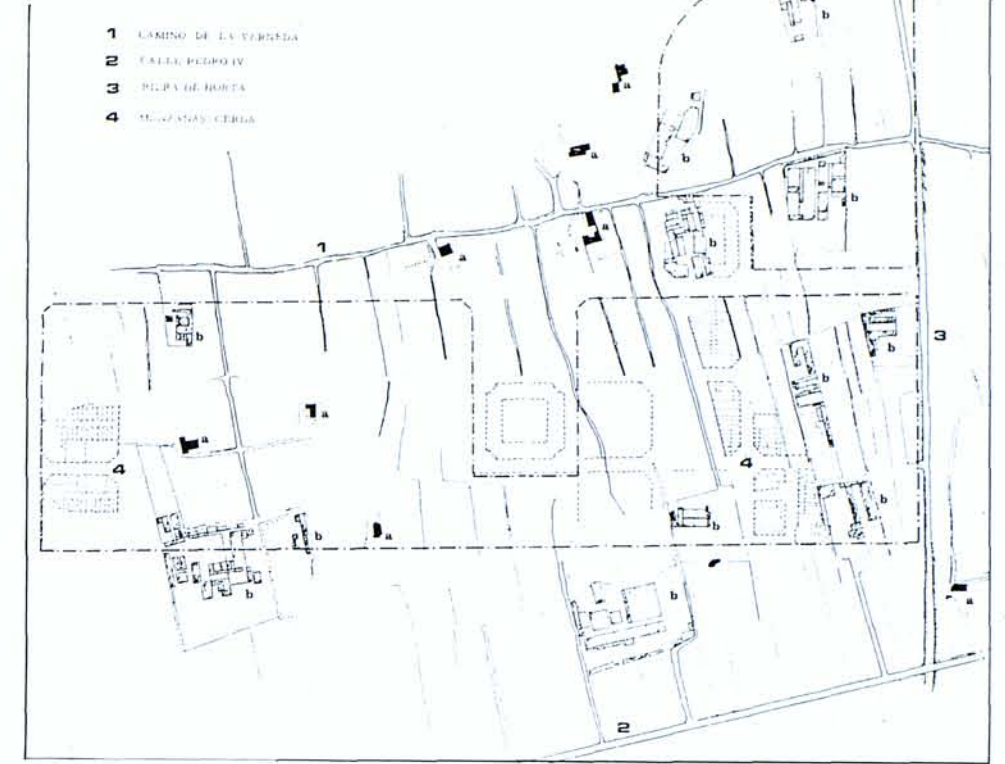 1 CAMINO DE LA VERNEDA
2 CALLE PEDRO IV
3 RIERA DE HORTA
4 MANZANAS CERDA
b
a
a
b
b
a
a
b
1
3
b
b
b
a
a
4
4
b
b
a
b
b
b
a
2